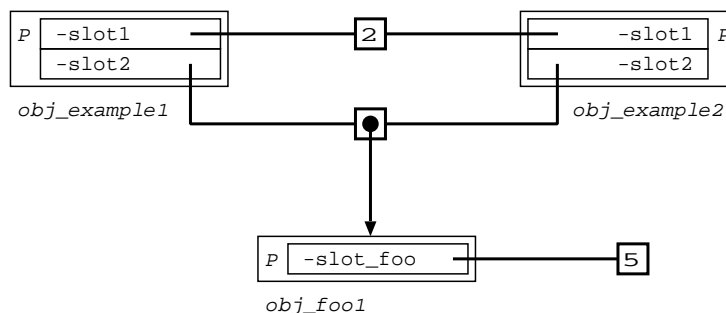 P -slot1 2 -slot1 P
-slot2 -slot2
obj_example1 obj_example2
P -slot_foo 5
obj_foo1